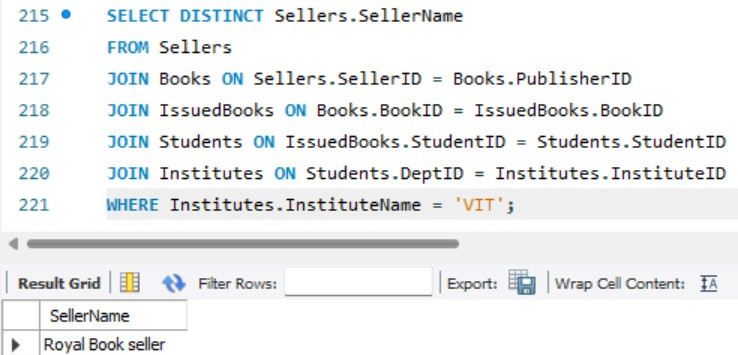 215 SELECT DISTINCT Sellers.SellerName
216 FROM Sellers
217 JOIN Books ON Sellers.SellerID = Books.PublisherID
218 JOIN IssuedBooks ON Books.BookID = IssuedBooks.BookID
219 JOIN Students ON IssuedBooks.StudentID = Students.StudentID
220 JOIN Institutes ON Students.DeptID = Institutes.InstituteID
221 WHERE Institutes.InstituteName = 'VIT';
Result Grid Filter Rows: Export: Wrap Cell Content: IA
SellerName
Royal Book seller